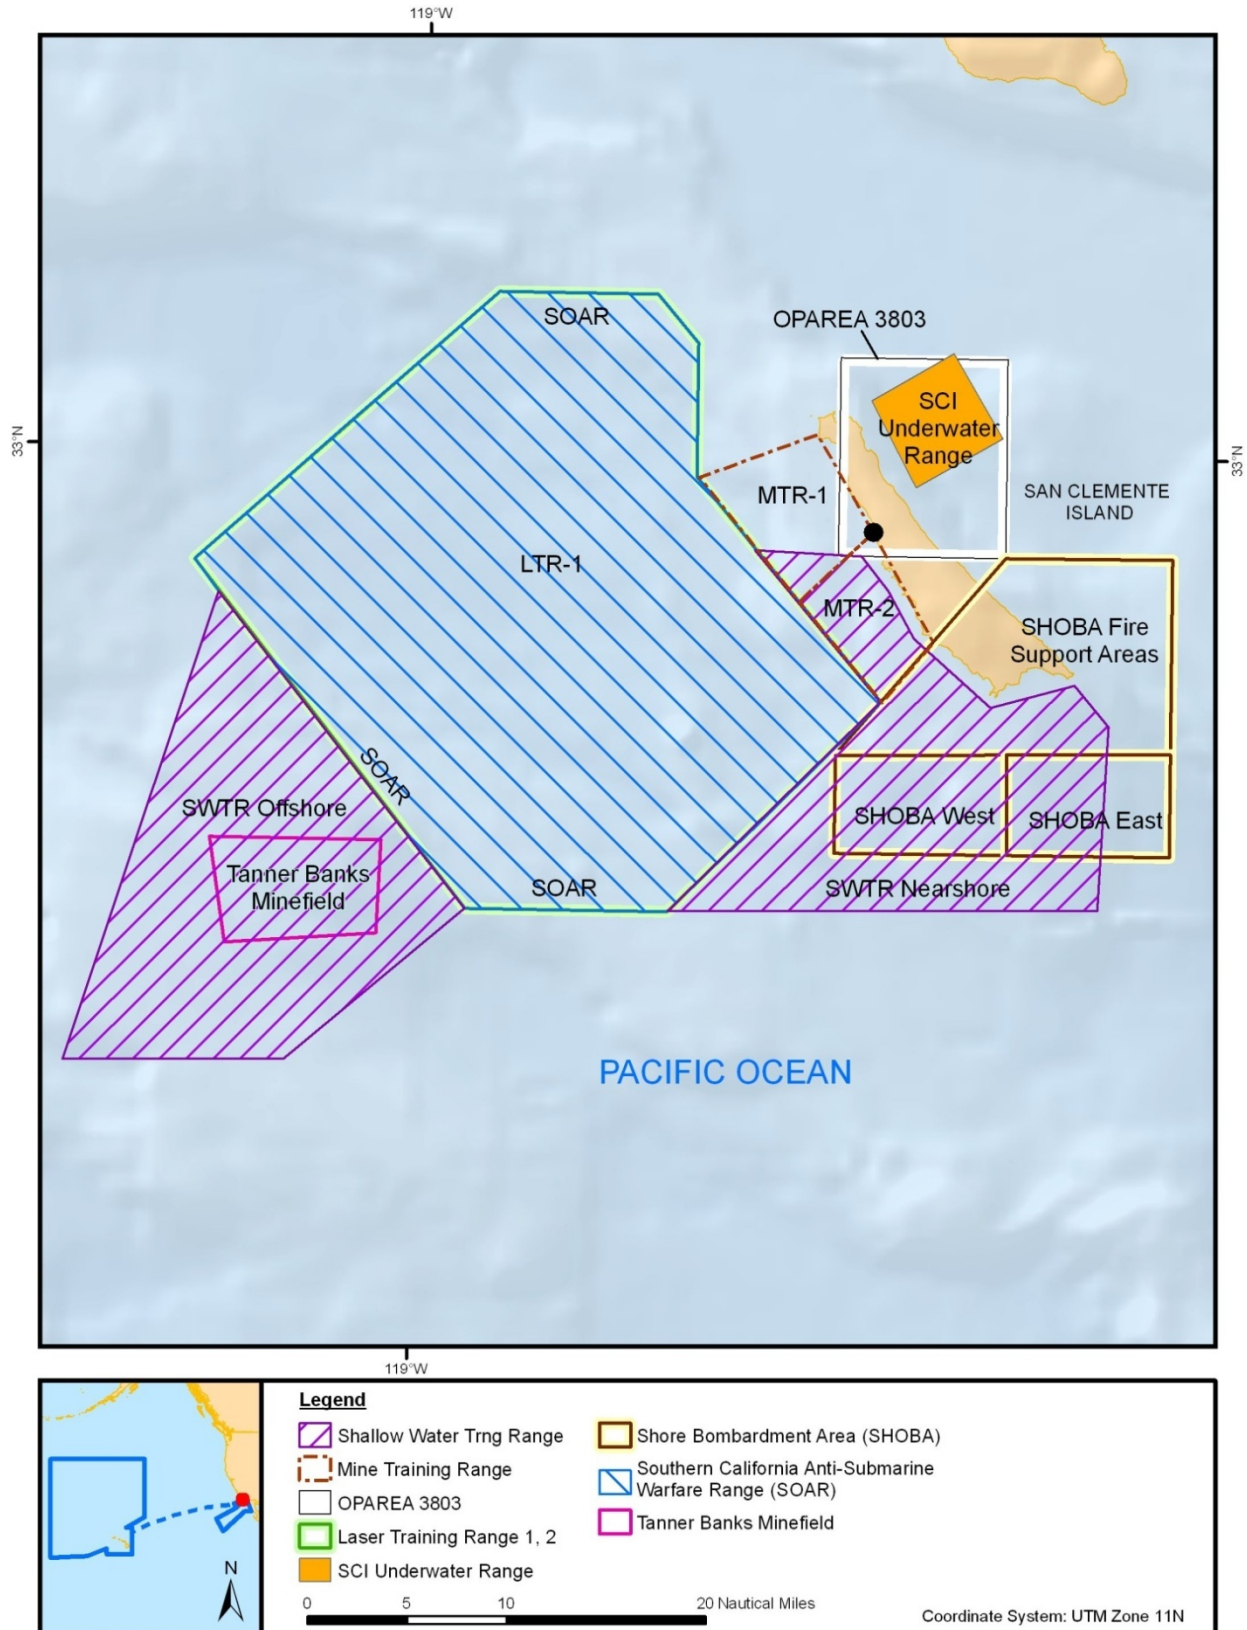 119°W
SOAR
OPAREA 3803
SCI
Underwater
Range
33°N
33°N
MTR-1
SAN CLEMENTE
ISLAND
LTR-1
MTR-2
SHOBA Fire
Support Areas
SOAR
SWTR Offshore
SHOBA West
SHOBA East
Tanner Banks
Minefield
SOAR
SWTR Nearshore
PACIFIC OCEAN
119°W
Legend
Shallow Water Trng Range
Mine Training Range
OPAREA 3803
Laser Training Range 1, 2
SCI Underwater Range
Shore Bombardment Area (SHOBA)
Southern California Anti-Submarine
Warfare Range (SOAR)
Tanner Banks Minefield
N
0 5 10 20 Nautical Miles
Coordinate System: UTM Zone 11N